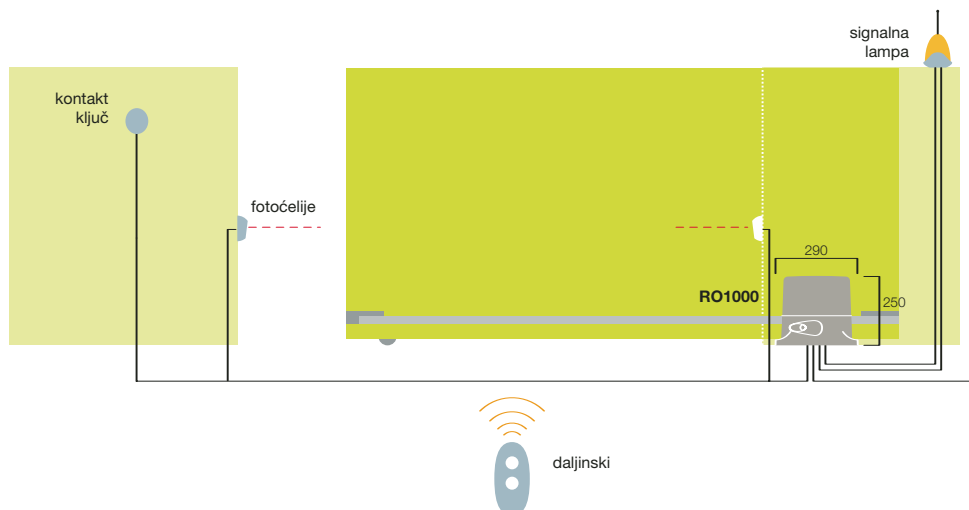 signalna
lampa
kontakt
ključ
fotoćelije
290
RO1000
250
daljinski